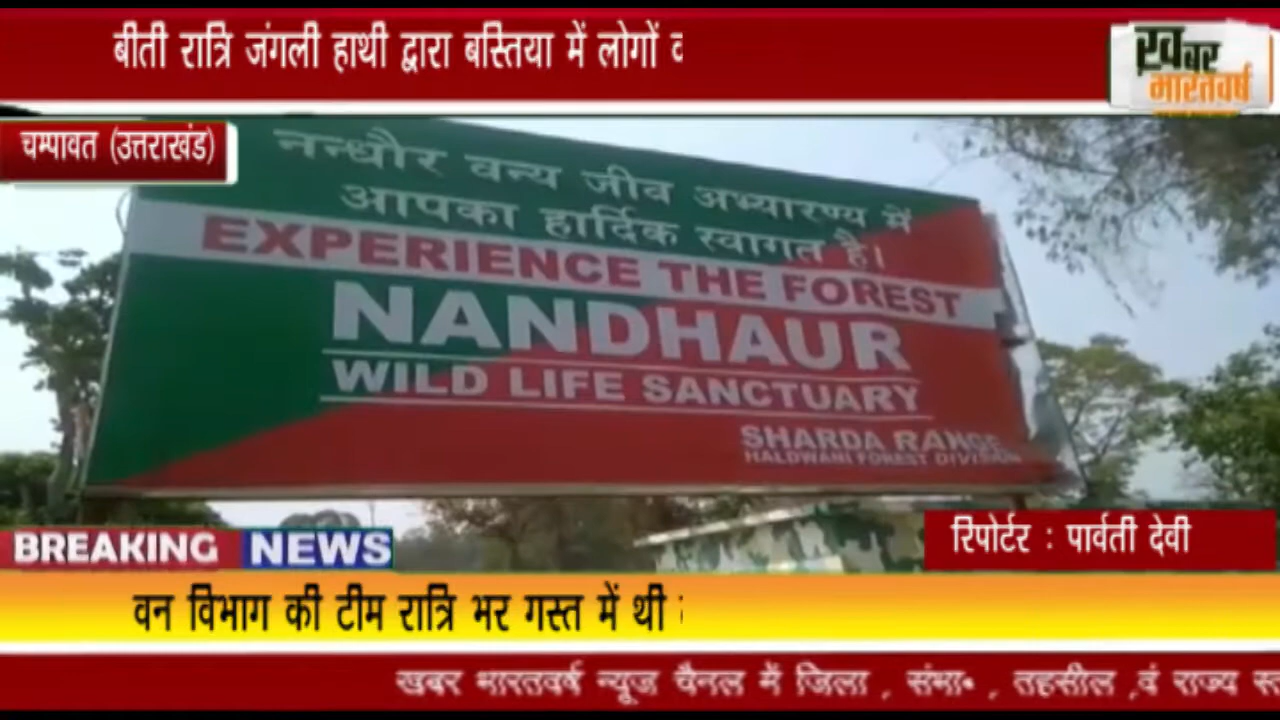 बीती रात्रि जंगली हाथी द्वारा बस्तिया में लोगों
खबर
भारतवर्ष
चम्पावत (उत्तराखंड)
नन्धौर वन्य जीव अभ्यारण्य में
आपका हार्दिक स्वागत है।
EXPERIENCE THE FOREST
NANDHAUR
WILD LIFE SANCTUARY
SHARDA RANGE
HALDWANI FOREST DIVISION
BREAKING NEWS
रिपोर्टर : पार्वती देवी
वन विभाग की टीम रात्रि भर गस्त में थी
खबर भारतवर्ष न्यूज चैनल में जिला , संभा॰ , तहसील ,वं राज्य स्त